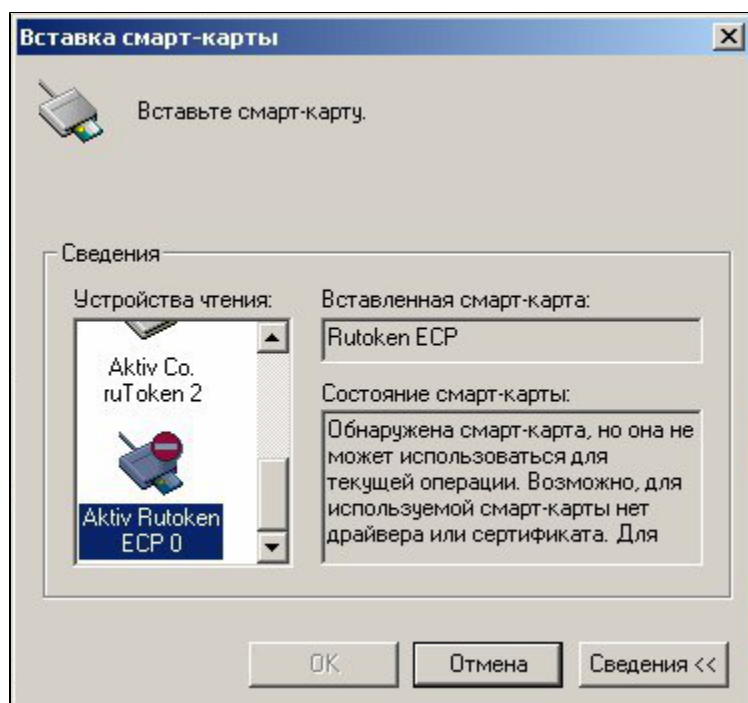 Вставка смарт-карты
Вставьте смарт-карту.
Сведения
Устройства чтения:
Aktiv Co.
ruToken 2
Aktiv Rutoken
ECP 0
Вставленная смарт-карта:
Rutoken ECP
Состояние смарт-карты:
Обнаружена смарт-карта, но она не
может использоваться для
текущей операции. Возможно, для
используемой смарт-карты нет
драйвера или сертификата. Для
OK
Отмена
Сведения <<